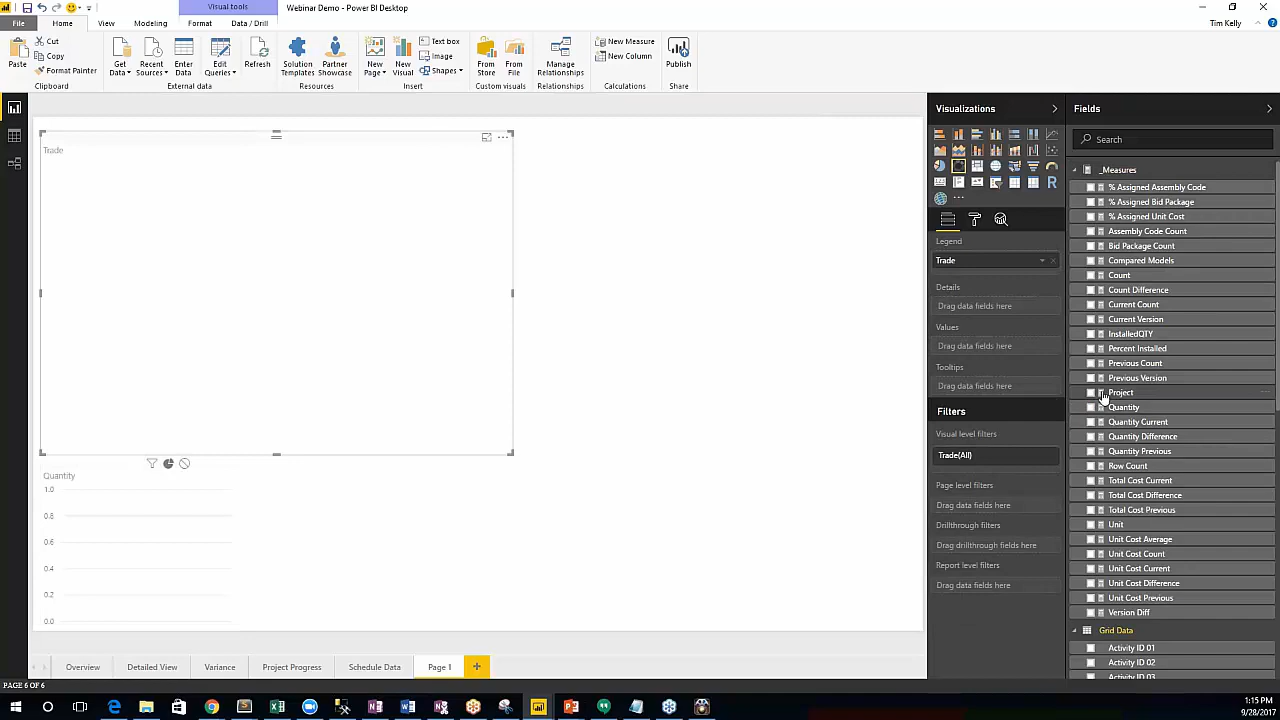 Visual tools
Webinar Demo - Power BI Desktop
File
Home
View
Modeling
Format
Data / Drill
Tim Kelly
Paste
Cut
Copy
Format Painter
Clipboard
Get Data
Recent Sources
Enter Data
Edit Queries
Refresh
External data
Solution Templates
Partner Showcase
Resources
New Page
New Visual
Text box
Image
Shapes
Insert
From Store
From File
Custom visuals
Manage Relationships
Relationships
New Measure
New Column
Calculations
Publish
Share
Trade
Quantity
1.0
0.8
0.6
0.4
0.2
0.0
Visualizations
R
Legend
Trade
Details
Drag data fields here
Values
Drag data fields here
Tooltips
Drag data fields here
Filters
Visual level filters
Trade(All)
Page level filters
Drag data fields here
Drillthrough filters
Drag drillthrough fields here
Report level filters
Drag data fields here
Fields
Search
_Measures
% Assigned Assembly Code
% Assigned Bid Package
% Assigned Unit Cost
Assembly Code Count
Bid Package Count
Compared Models
Count
Count Difference
Current Count
Current Version
InstalledQTY
Percent Installed
Previous Count
Previous Version
Project
Quantity
Quantity Current
Quantity Difference
Quantity Previous
Row Count
Total Cost Current
Total Cost Difference
Total Cost Previous
Unit
Unit Cost Average
Unit Cost Count
Unit Cost Current
Unit Cost Difference
Unit Cost Previous
Version Diff
Grid Data
Activity ID 01
Activity ID 02
Activity ID 03
Overview
Detailed View
Variance
Project Progress
Schedule Data
Page 1
PAGE 6 OF 6
1:15 PM
9/28/2017